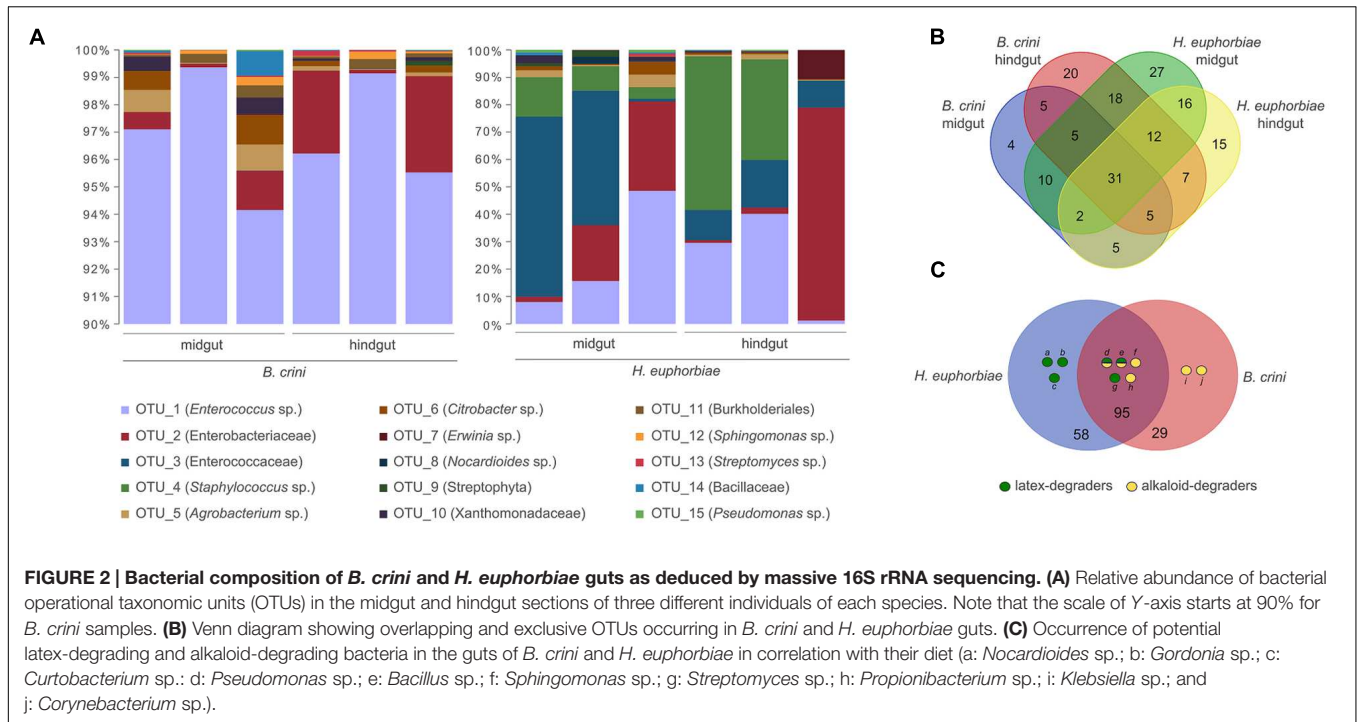 A
100%
99%
98%
97%
96%
95%
94%
93%
92%
91%
90%
midgut
hindgut
B. crini
100%
90%
80%
70%
60%
50%
40%
30%
20%
10%
0%
midgut
hindgut
H. euphorbiae
OTU_1 (Enterococcus sp.)
OTU_2 (Enterobacteriaceae)
OTU_3 (Enterococcaceae)
OTU_4 (Staphylococcus sp.)
OTU_5 (Agrobacterium sp.)
OTU_6 (Citrobacter sp.)
OTU_7 (Erwinia sp.)
OTU_8 (Nocardioides sp.)
OTU_9 (Streptophyta)
OTU_10 (Xanthomonadaceae)
OTU_11 (Burkholderiales)
OTU_12 (Sphingomonas sp.)
OTU_13 (Streptomyces sp.)
OTU_14 (Bacillaceae)
OTU_15 (Pseudomonas sp.)
B
B. crini
hindgut
H. euphorbiae
midgut
B. crini
midgut
H. euphorbiae
hindgut
20
27
5
18
16
4
5
12
15
10
31
7
2
5
5
C
a b
c
d e f
g h
i j
H. euphorbiae
B. crini
95
58
29
latex-degraders
alkaloid-degraders
FIGURE 2 | Bacterial composition of B. crini and H. euphorbiae guts as deduced by massive 16S rRNA sequencing. (A) Relative abundance of bacterial
operational taxonomic units (OTUs) in the midgut and hindgut sections of three different individuals of each species. Note that the scale of Y-axis starts at 90% for
B. crini samples. (B) Venn diagram showing overlapping and exclusive OTUs occurring in B. crini and H. euphorbiae guts. (C) Occurrence of potential
latex-degrading and alkaloid-degrading bacteria in the guts of B. crini and H. euphorbiae in correlation with their diet (a: Nocardioides sp.; b: Gordonia sp.; c:
Curtobacterium sp.: d: Pseudomonas sp.; e: Bacillus sp.; f: Sphingomonas sp.; g: Streptomyces sp.; h: Propionibacterium sp.; i: Klebsiella sp.; and
j: Corynebacterium sp.).